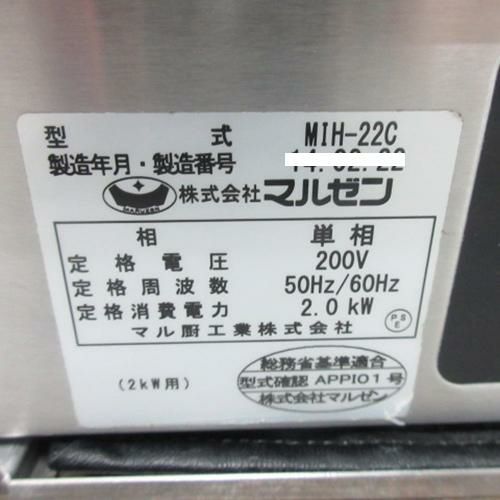 型 式 MIH-22C
製造年月・製造番号
MARUZEN 株式会社マルゼン
相 単相
定格電圧 200V
定格周波数 50Hz/60Hz
定格消費電力 2.0kW
PSE
マル厨工業株式会社
(2kW用)
総務省基準適合
型式確認 APPIO1号
株式会社マルゼン